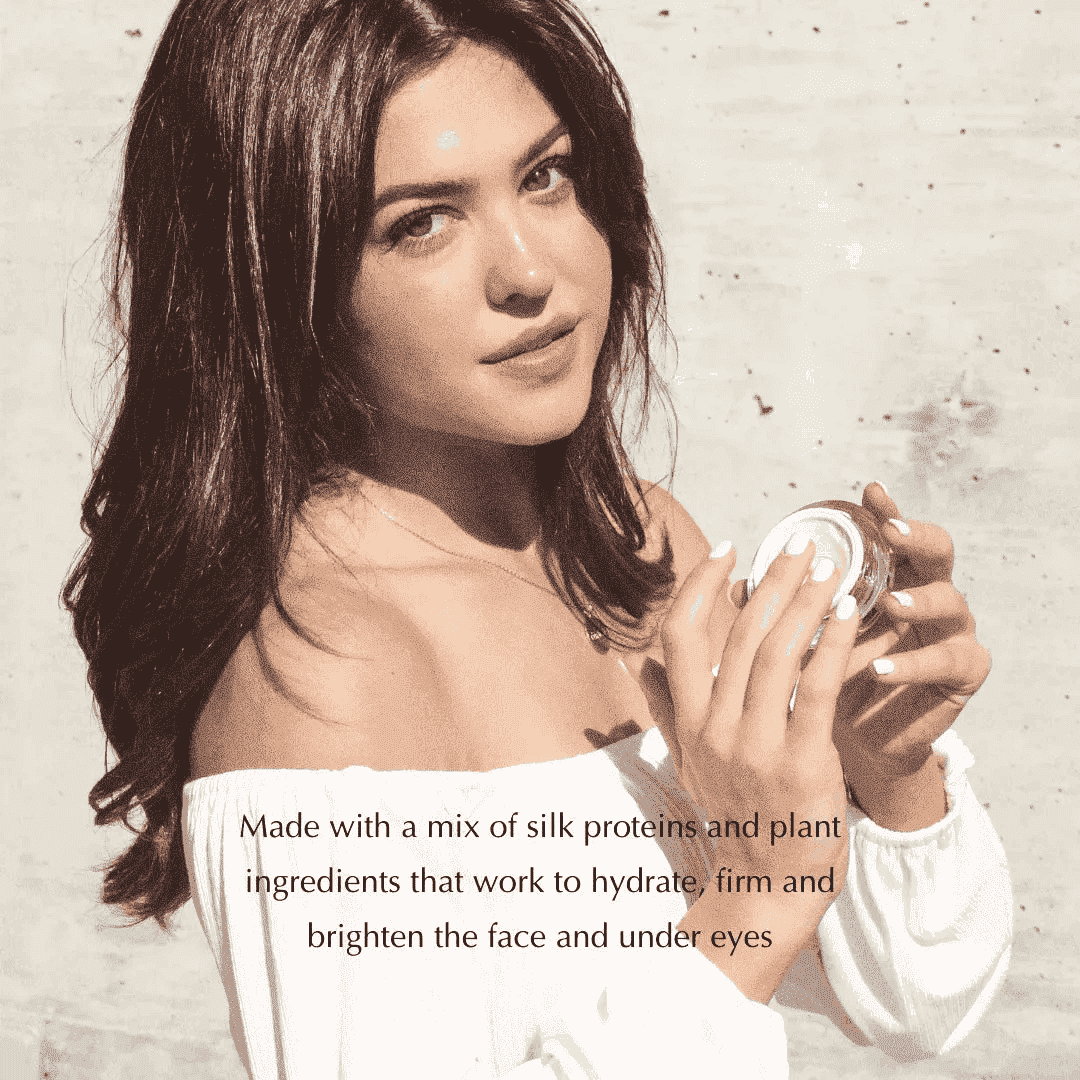 Made with a mix of silk proteins and plant
ingredients that work to hydrate, firm and
brighten the face and under eyes